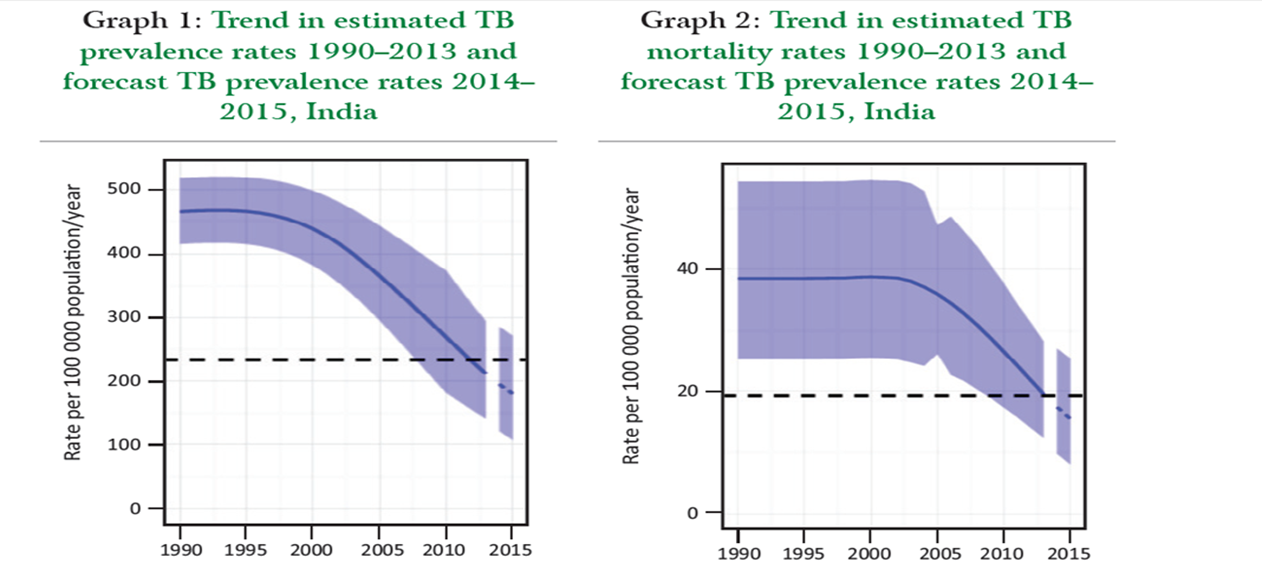 Graph 1: Trend in estimated TB
prevalence rates 1990–2013 and
forecast TB prevalence rates 2014–
2015, India
Rate per 100 000 population/year
500
400
300
200
100
0
1990 1995 2000 2005 2010 2015
Graph 2: Trend in estimated TB
mortality rates 1990–2013 and
forecast TB prevalence rates 2014–
2015, India
Rate per 100 000 population/year
40
20
0
1990 1995 2000 2005 2010 2015